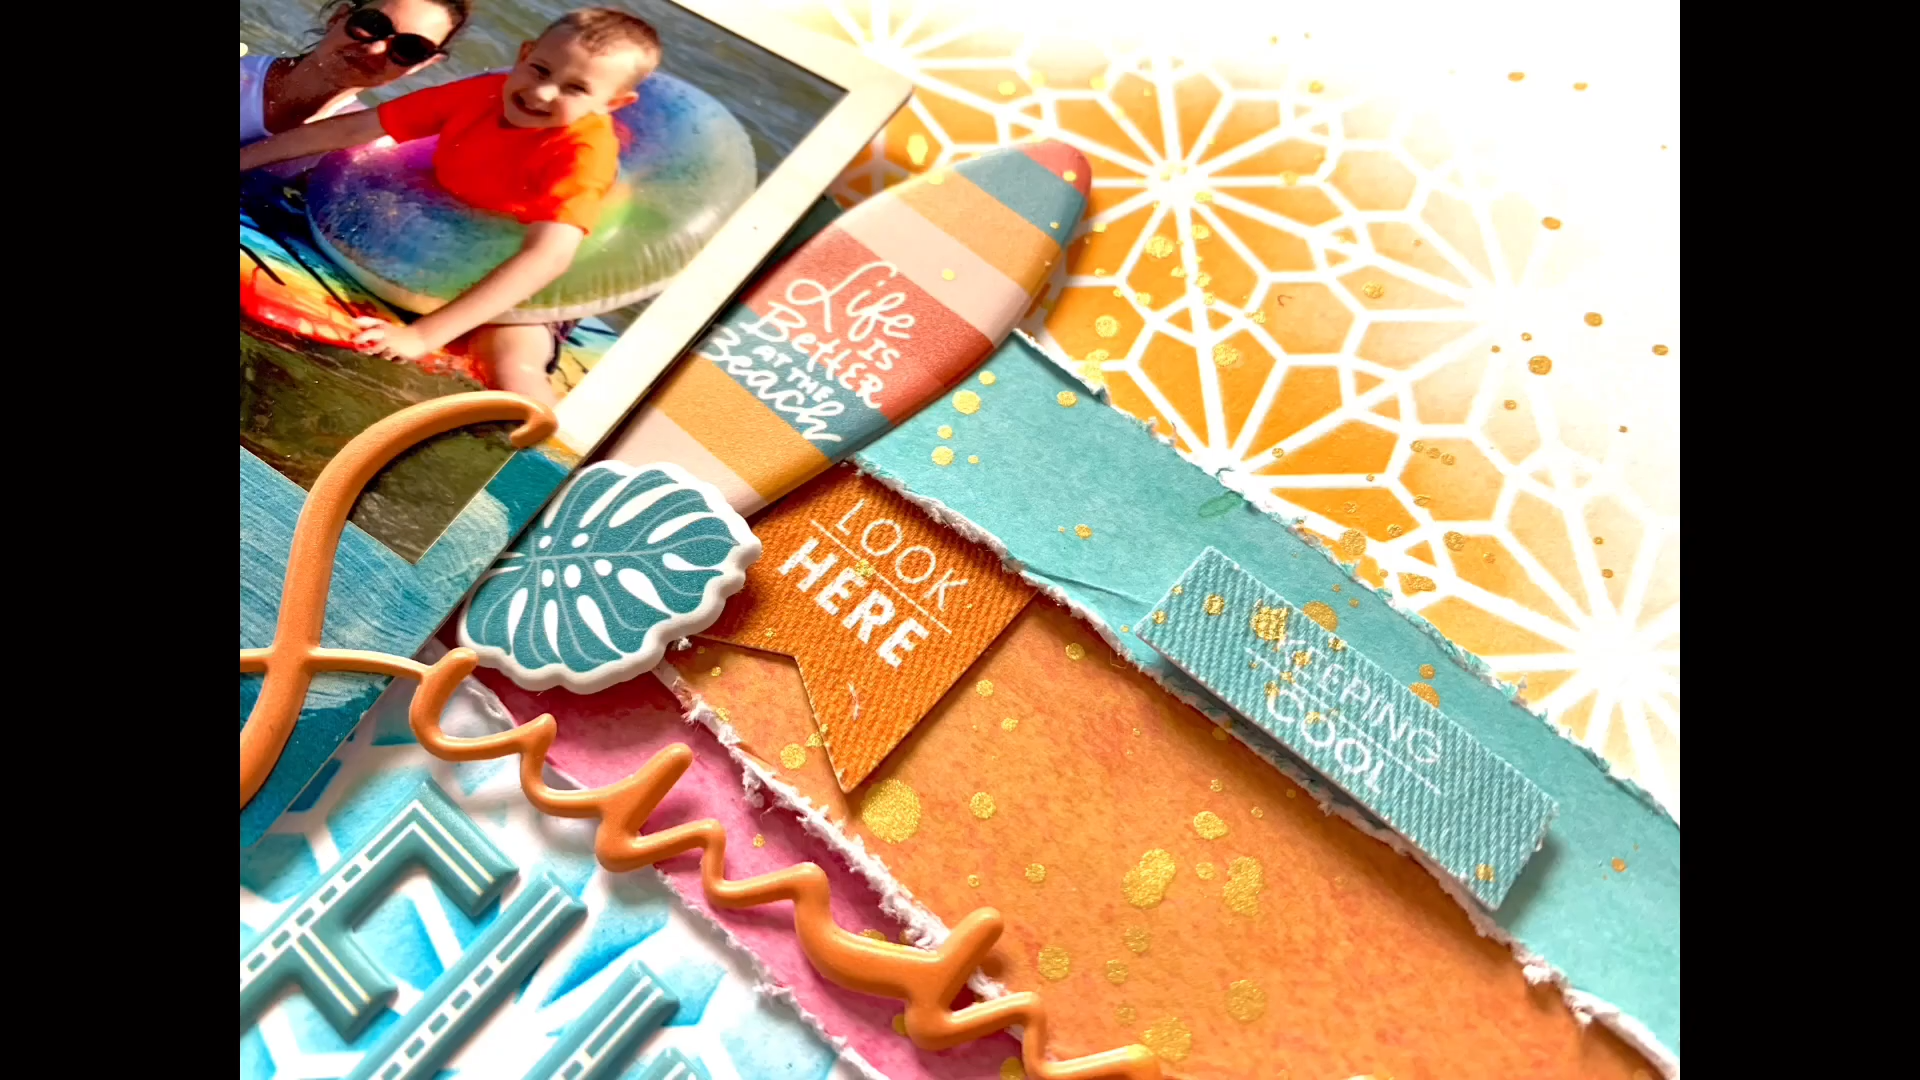 Life
IS
BettER
AT THE
Beach
LOOK
HERE
KEEPING
COOL